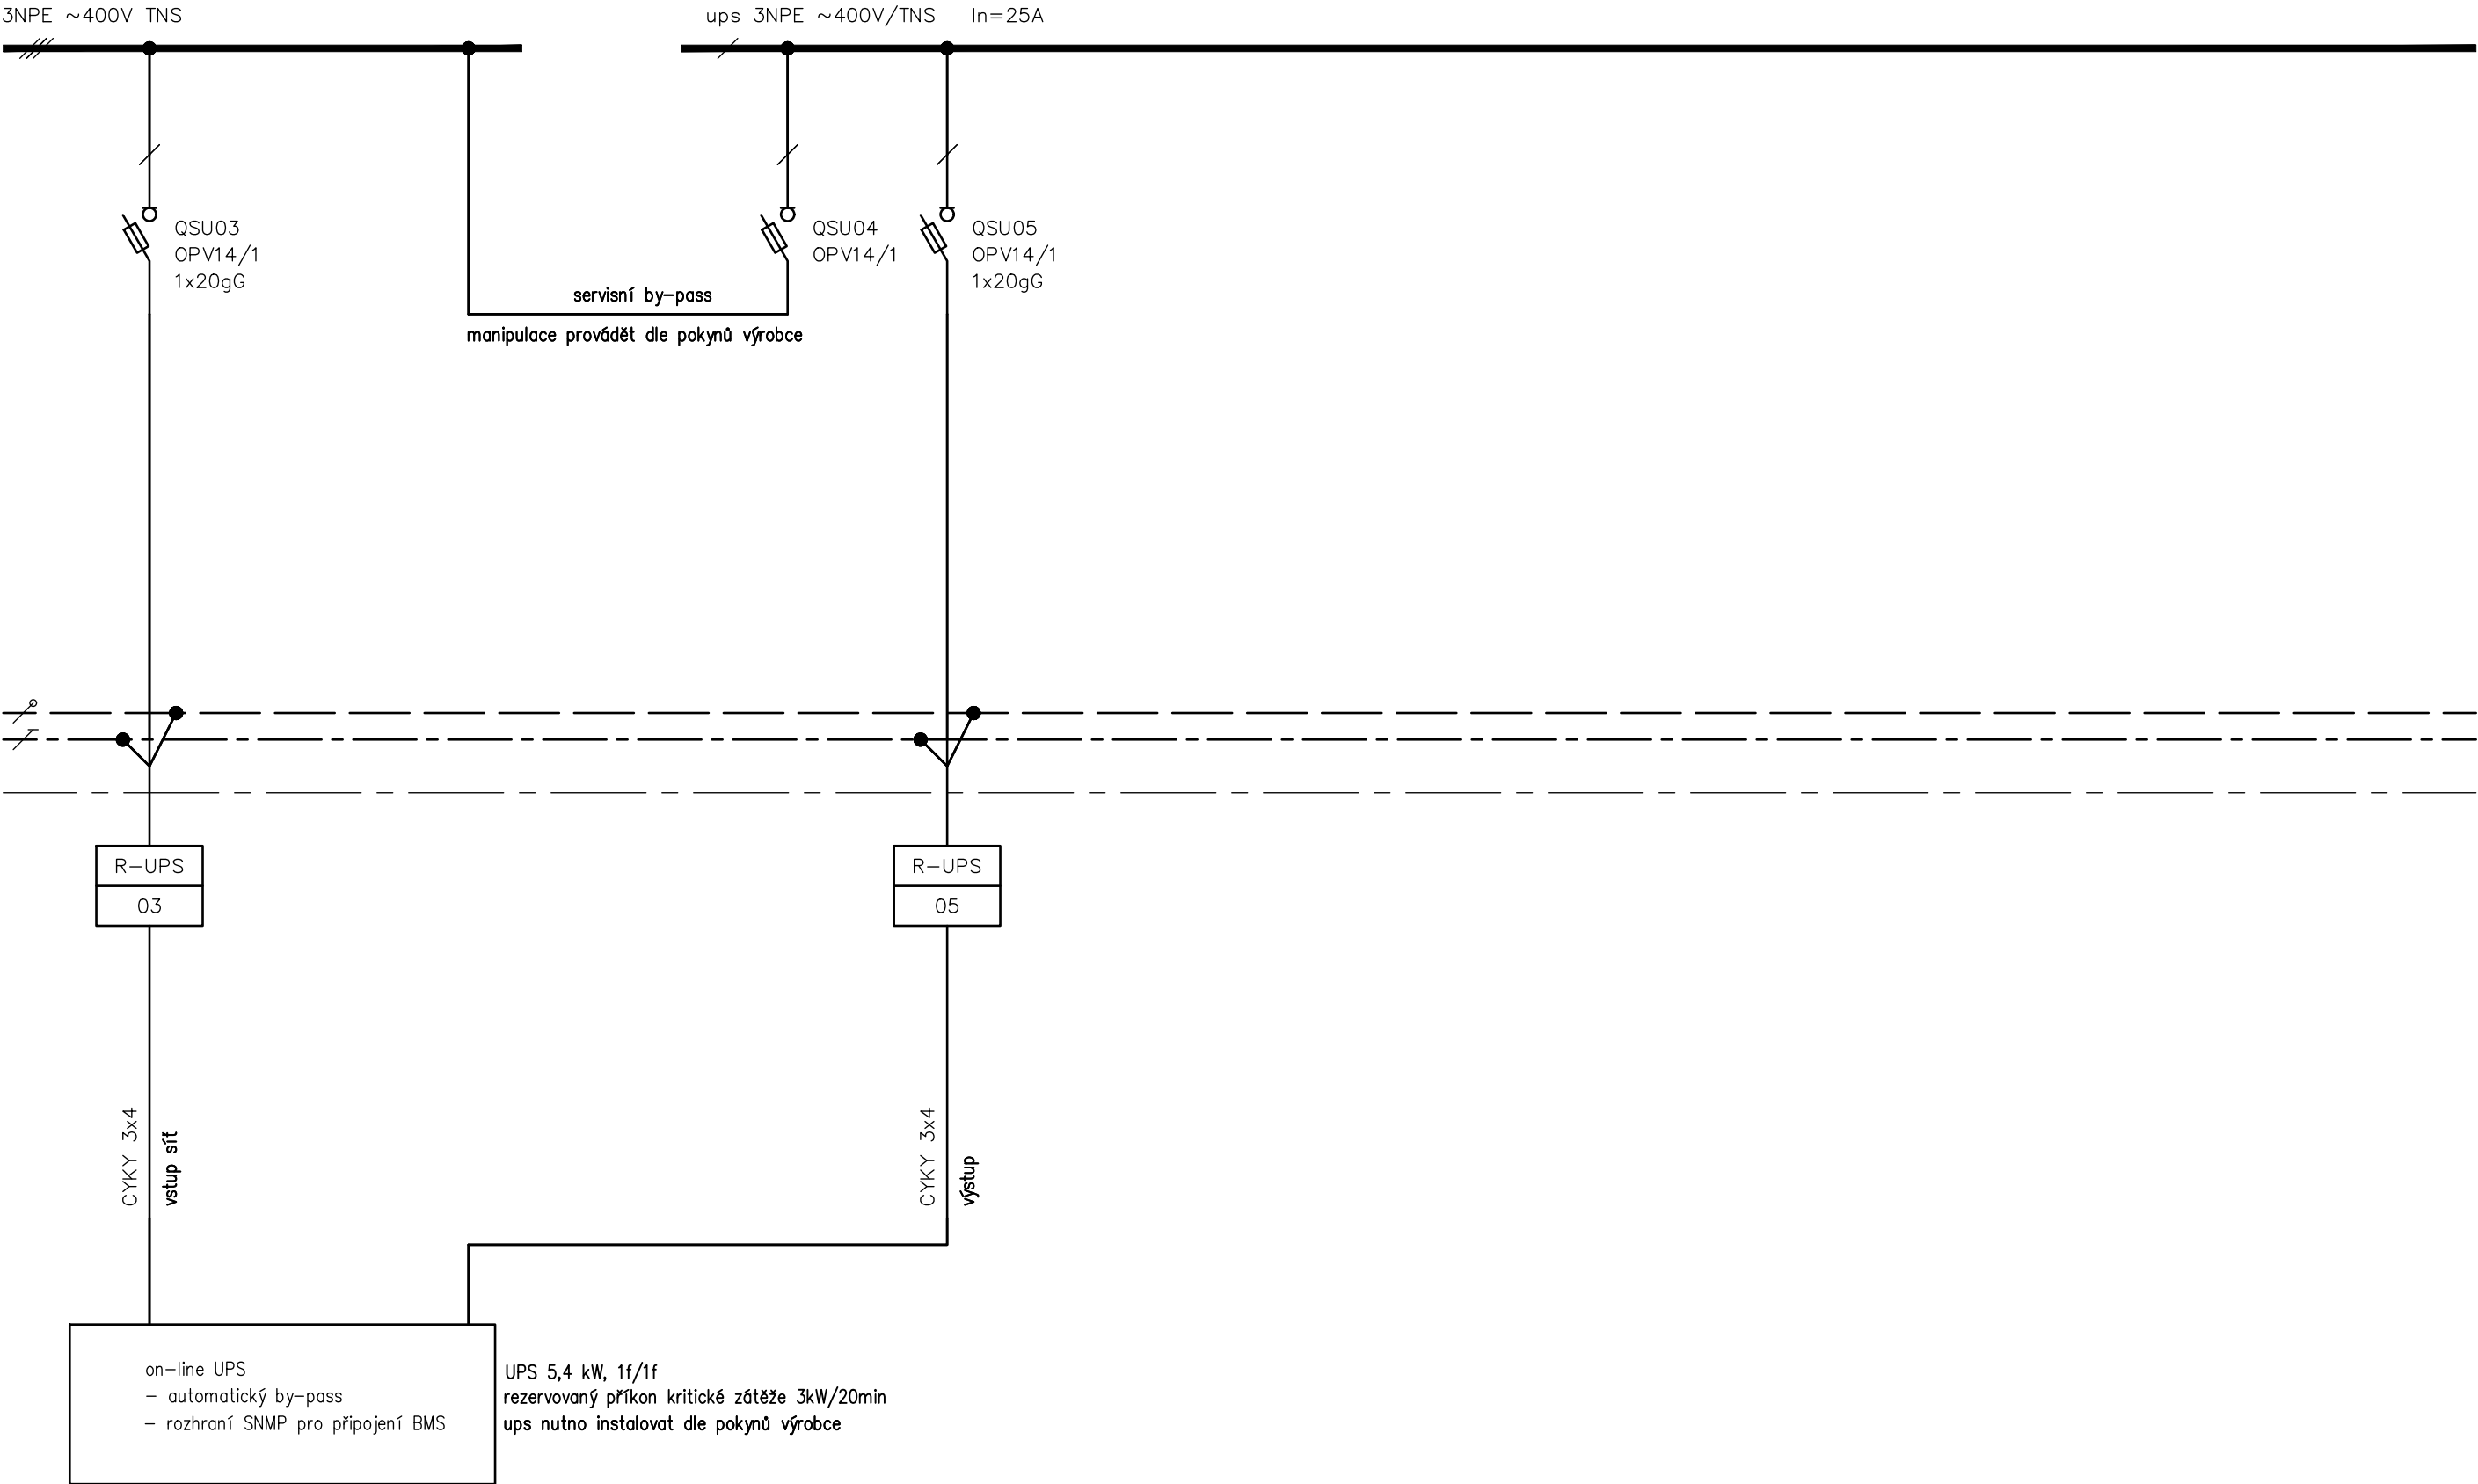 3NPE ~400V TNS
ups 3NPE ~400V/TNS In=25A
QSU03
OPV14/1
1x20gG
QSU04
OPV14/1
QSU05
OPV14/1
1x20gG
servisní by-pass
manipulace provádět dle pokynů výrobce
R-UPS
03
R-UPS
05
CYKY 3x4
vstup síť
CYKY 3x4
výstup
on-line UPS
- automatický by-pass
- rozhraní SNMP pro připojení BMS
UPS 5,4 kW, 1f/1f
rezervovaný příkon kritické zátěže 3kW/20min
ups nutno instalovat dle pokynů výrobce